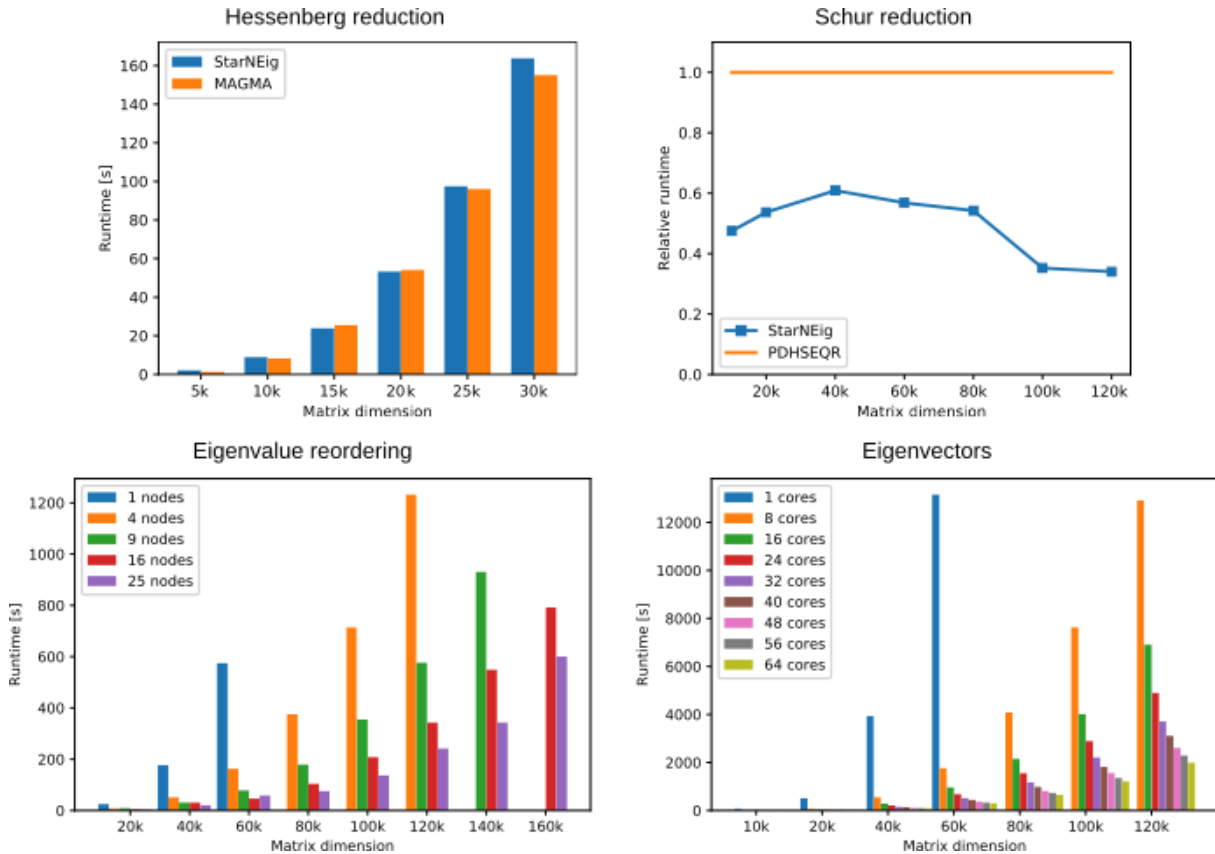 Hessenberg reduction
StarNEig
MAGMA
Runtime [s]
160
140
120
100
80
60
40
20
0
5k 10k 15k 20k 25k 30k
Matrix dimension
Schur reduction
Relative runtime
1.0
0.8
0.6
0.4
0.2
0.0
StarNEig
PDHSEQR
20k 40k 60k 80k 100k 120k
Matrix dimension
Eigenvalue reordering
1 nodes
4 nodes
9 nodes
16 nodes
25 nodes
Runtime [s]
1200
1000
800
600
400
200
0
20k 40k 60k 80k 100k 120k 140k 160k
Matrix dimension
Eigenvectors
1 cores
8 cores
16 cores
24 cores
32 cores
40 cores
48 cores
56 cores
64 cores
Runtime [s]
12000
10000
8000
6000
4000
2000
0
10k 20k 40k 60k 80k 100k 120k
Matrix dimension